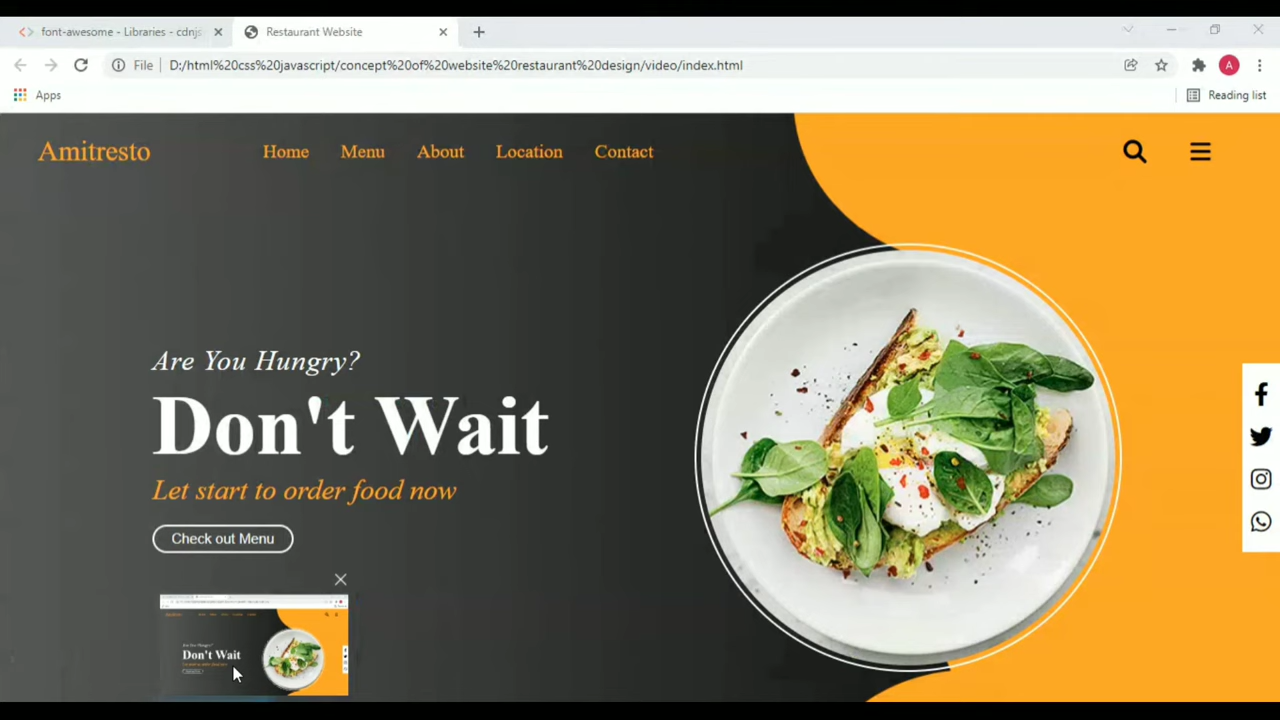 font-awesome - Libraries - cdnjs
Restaurant Website
File
D:/html%20css%20javascript/concept%20of%20website%20restaurant%20design/video/index.html
A
Apps
Reading list
Amitresto
Home
Menu
About
Location
Contact
Are You Hungry?
Don't Wait
Let start to order food now
Check out Menu
Don't Wait